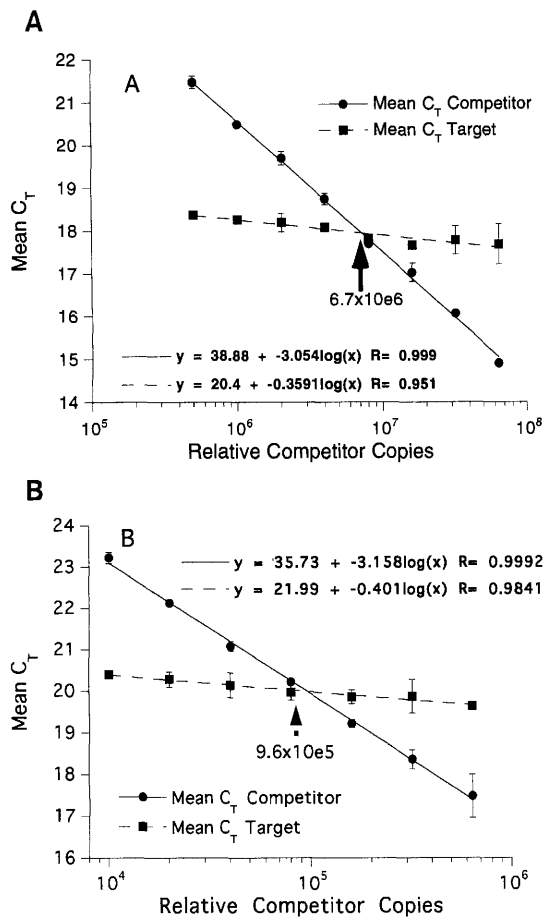 A
A
22
21
20
19
18
17
16
15
14
Mean C_T
Mean C_T Competitor
Mean C_T Target
6.7x10e6
y = 38.88 + -3.054log(x) R= 0.999
y = 20.4 + -0.3591log(x) R= 0.951
10^5 10^6 10^7 10^8
Relative Competitor Copies
B
B
24
23
22
21
20
19
18
17
16
Mean C_T
y = 35.73 + -3.158log(x) R= 0.9992
y = 21.99 + -0.401log(x) R= 0.9841
9.6x10e5
Mean C_T Competitor
Mean C_T Target
10^4 10^5 10^6
Relative Competitor Copies